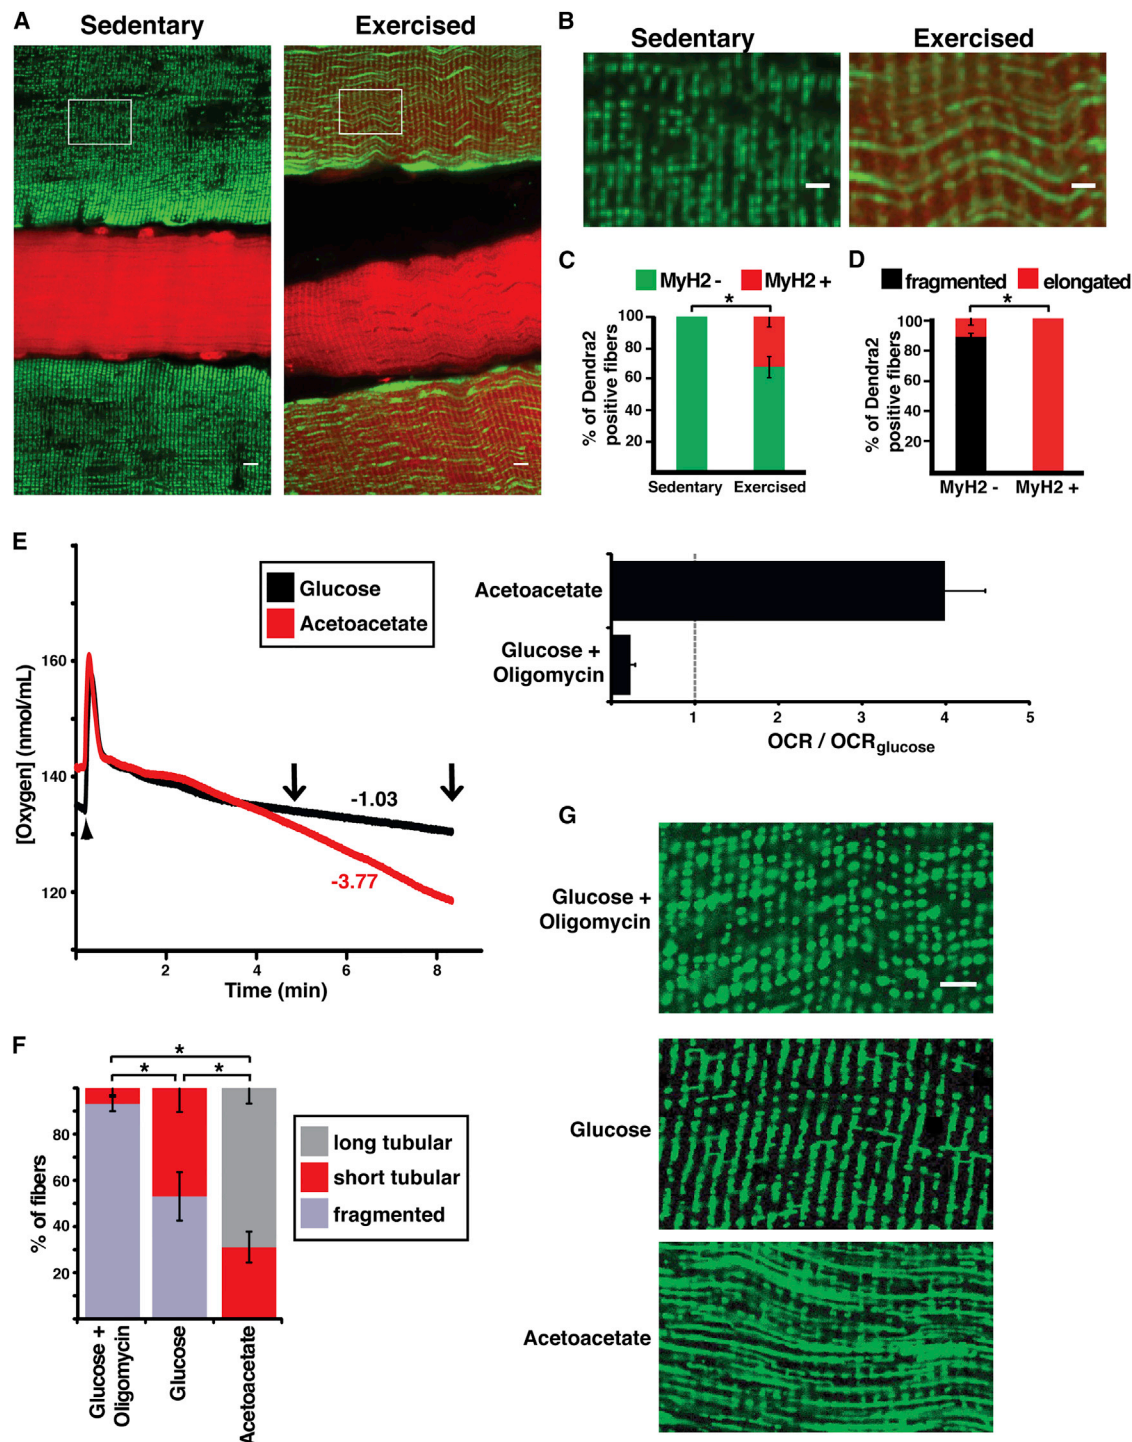 A
Sedentary
Exercised
B
Sedentary
Exercised
C
MyH2 -
MyH2 +
*
% of Dendra2
positive fibers
100
80
60
40
20
Sedentary
Exercised
D
fragmented
elongated
*
% of Dendra2
positive fibers
100
80
60
40
20
MyH2 -
MyH2 +
E
Glucose
Acetoacetate
[Oxygen] (nmol/mL)
160
140
120
-1.03
-3.77
2
4
6
8
Time (min)
Acetoacetate
Glucose +
Oligomycin
1
2
3
4
5
OCR / OCRglucose
F
*
*
*
% of fibers
80
60
40
20
long tubular
short tubular
fragmented
Glucose +
Oligomycin
Glucose
Acetoacetate
G
Glucose +
Oligomycin
Glucose
Acetoacetate